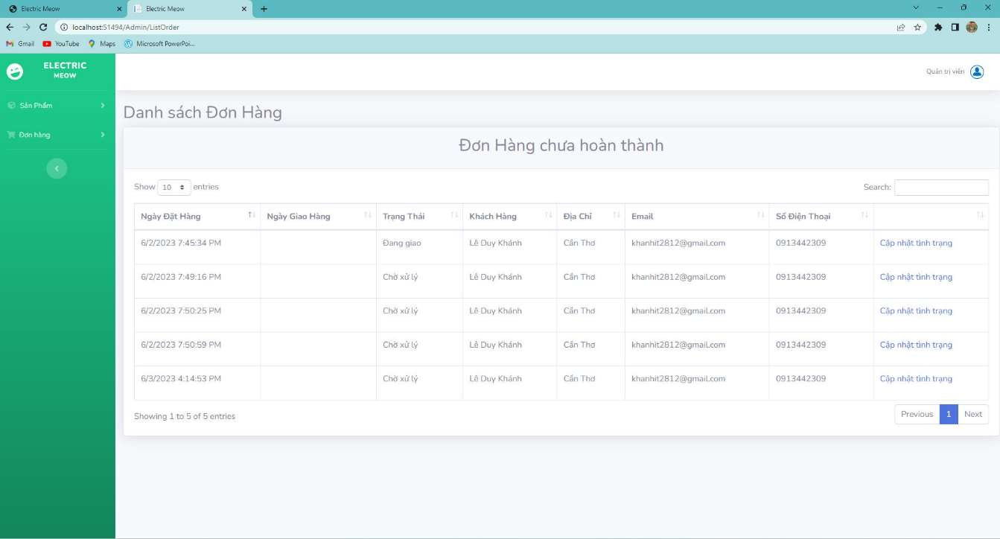 Electric Meow
Electric Meow
localhost:51494/Admin/ListOrder
Gmail YouTube Maps Microsoft PowerPoi...
ELECTRIC
MEOW
Quản trị viên
Sản Phẩm
Đơn hàng
Danh sách Đơn Hàng
Đơn Hàng chưa hoàn thành
Show 10 entries Search:
Ngày Đặt Hàng Ngày Giao Hàng Trạng Thái Khách Hàng Địa Chỉ Email Số Điện Thoại
6/2/2023 7:45:34 PM Đang giao Lê Duy Khánh Cần Thơ khanhit2812@gmail.com 0913442309 Cập nhật tình trạng
6/2/2023 7:49:16 PM Chờ xử lý Lê Duy Khánh Cần Thơ khanhit2812@gmail.com 0913442309 Cập nhật tình trạng
6/2/2023 7:50:25 PM Chờ xử lý Lê Duy Khánh Cần Thơ khanhit2812@gmail.com 0913442309 Cập nhật tình trạng
6/2/2023 7:50:59 PM Chờ xử lý Lê Duy Khánh Cần Thơ khanhit2812@gmail.com 0913442309 Cập nhật tình trạng
6/3/2023 4:14:53 PM Chờ xử lý Lê Duy Khánh Cần Thơ khanhit2812@gmail.com 0913442309 Cập nhật tình trạng
Showing 1 to 5 of 5 entries Previous 1 Next